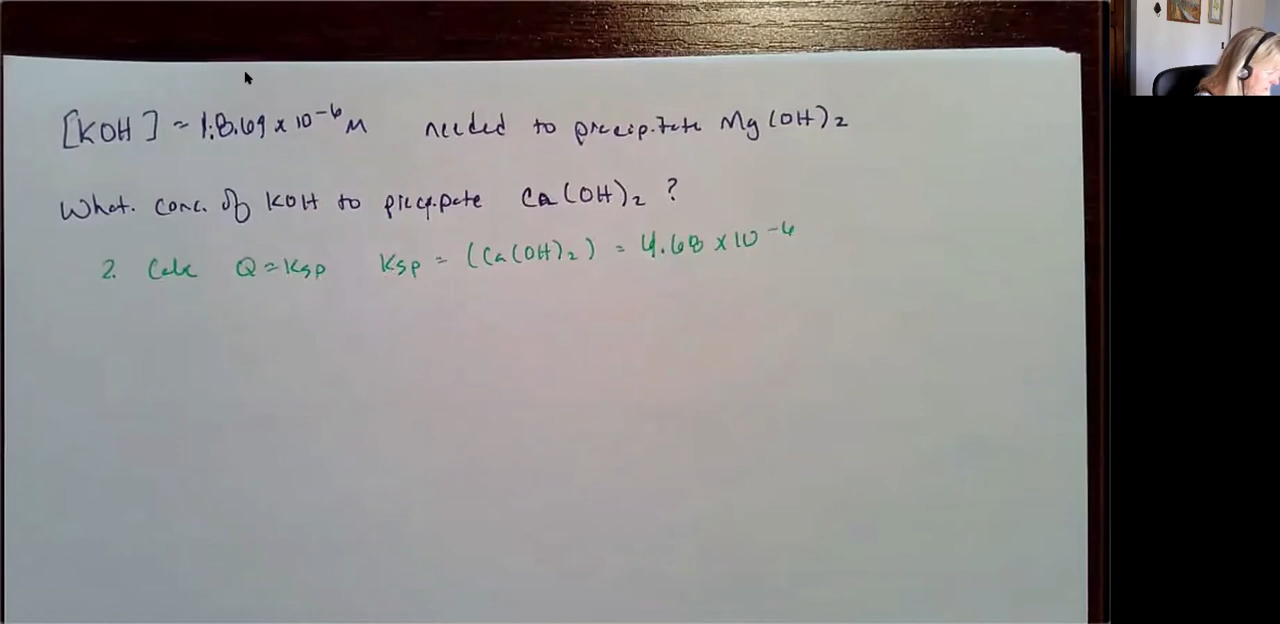 [KOH] = 1.8.69 x 10⁻⁶ M needed to precipitate Mg(OH)₂
What. conc. of KOH to precipate Ca(OH)₂ ?
2. Calc Q = Ksp Ksp = (Ca(OH)₂) = 4.68 x 10⁻⁶